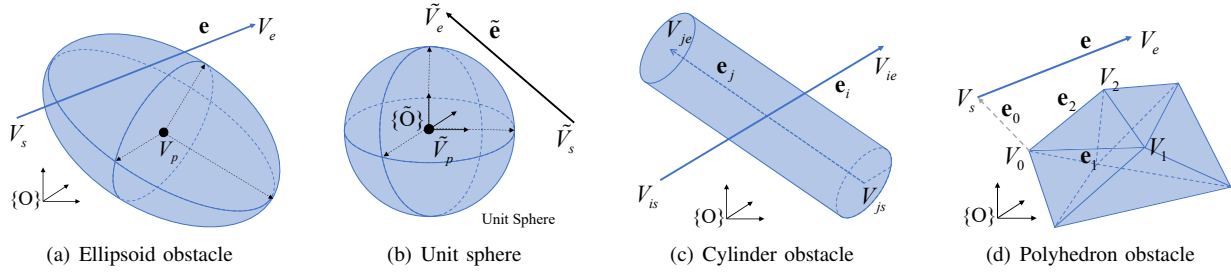 e
V_e
V_s
V_p
{O}
(a) Ellipsoid obstacle
Ṽ_e
ẽ
{Õ}
Ṽ_p
Ṽ_s
Unit Sphere
(b) Unit sphere
V_je
e_j
V_ie
e_i
V_is
V_js
{O}
(c) Cylinder obstacle
e
V_e
V_s
e_0
e_2
V_2
V_0
e_1
V_1
{O}
(d) Polyhedron obstacle